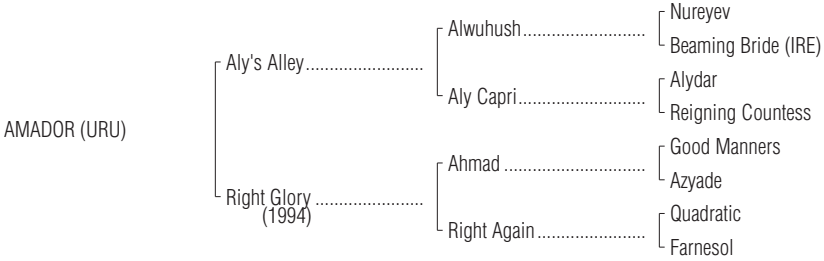 Nureyev
Alwuhush..............................
Beaming Bride (IRE)
Aly's Alley............................
Alydar
Aly Capri...............................
Reigning Countess
AMADOR (URU)
Good Manners
Ahmad ..................................
Azyade
Right Glory ..........................
(1994)
Quadratic
Right Again..........................
Farnesol